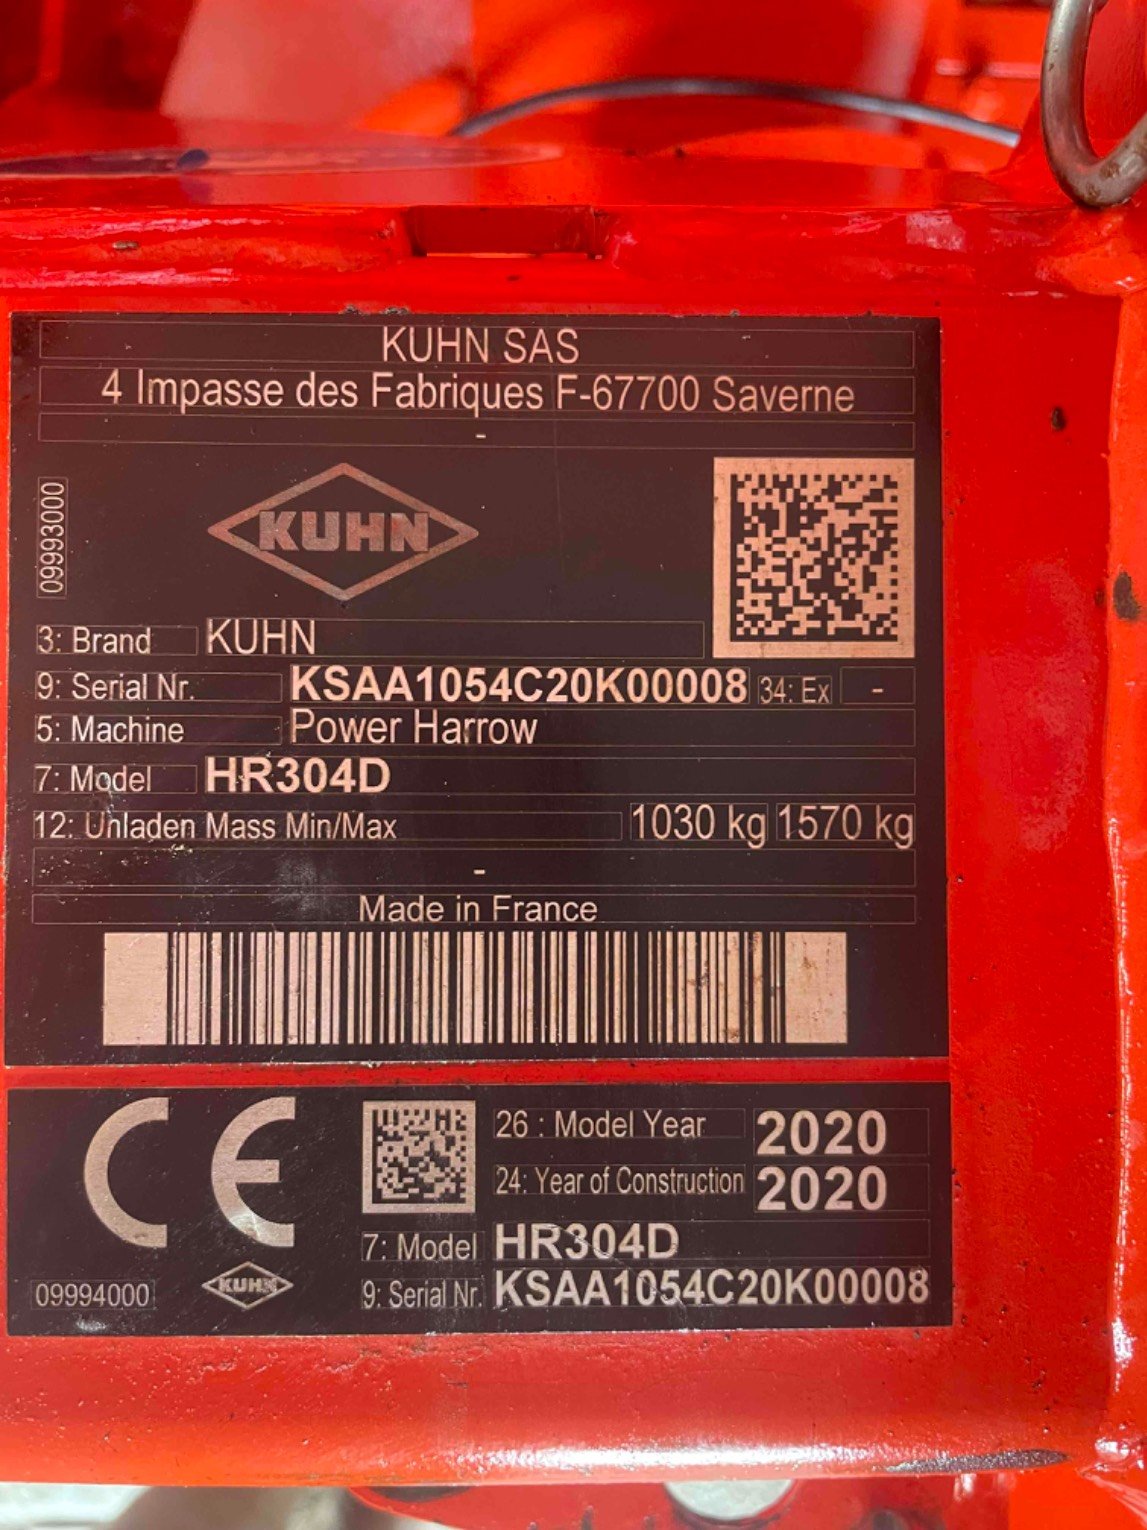 KUHN SAS
4 Impasse des Fabriques F-67700 Saverne
-
09993000
KUHN
3: Brand KUHN
9: Serial Nr. KSAA1054C20K00008 34: Ex -
5: Machine Power Harrow
7: Model HR304D
12: Unladen Mass Min/Max 1030 kg 1570 kg
-
Made in France
CE
26 : Model Year 2020
24: Year of Construction 2020
7: Model HR304D
09994000 KUHN 9: Serial Nr. KSAA1054C20K00008